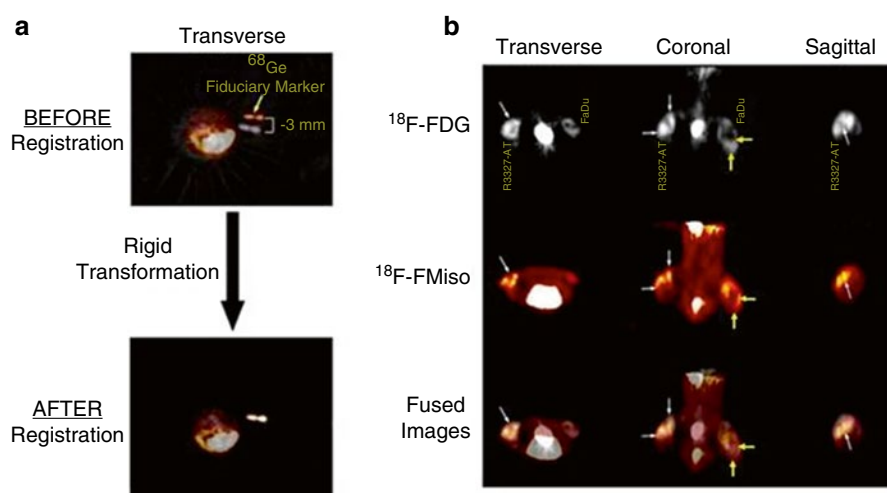 a
Transverse
68Ge
Fiduciary Marker
-3 mm
BEFORE
Registration
Rigid
Transformation
AFTER
Registration
b
Transverse
Coronal
Sagittal
18F-FDG
R3327-AT
FaDu
R3327-AT
FaDu
R3327-AT
18F-FMiso
Fused
Images